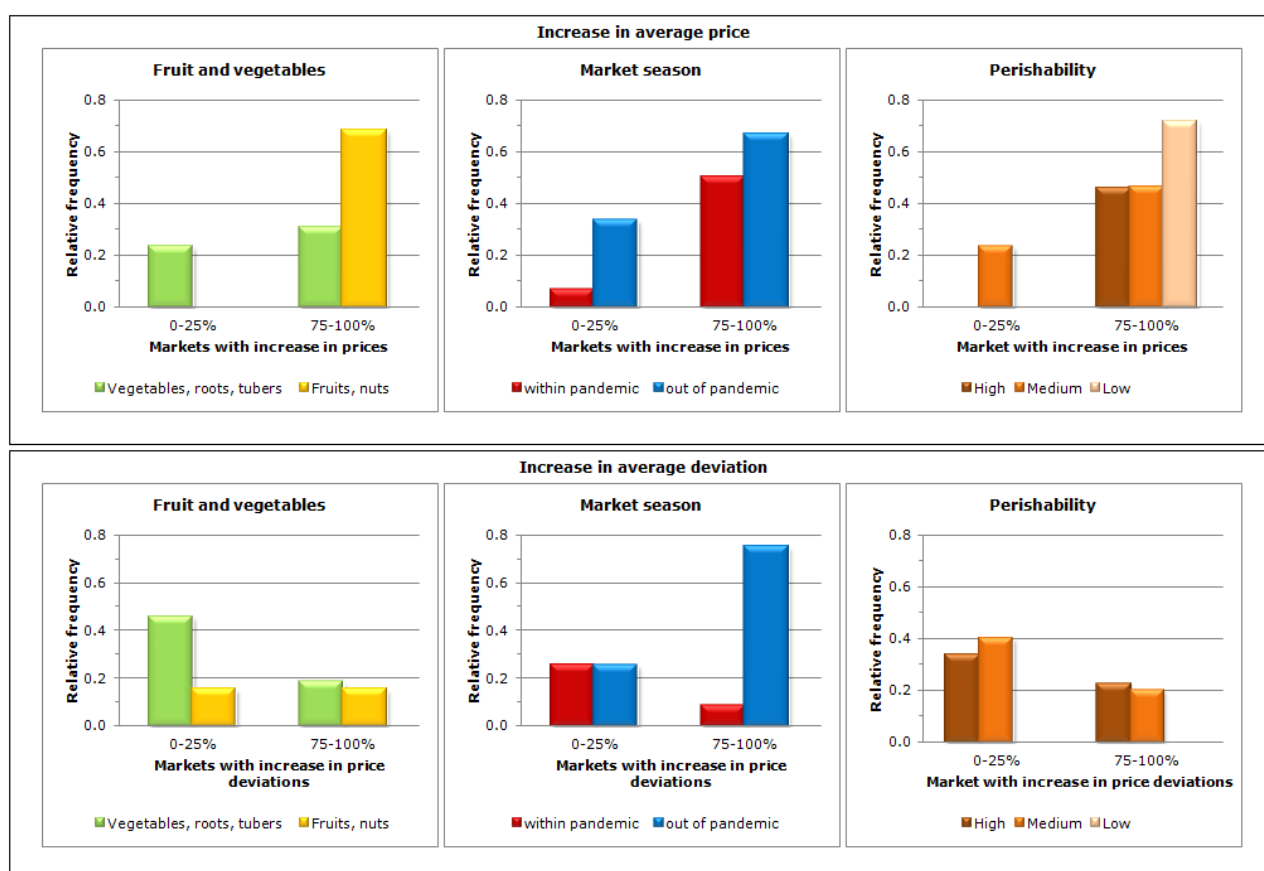 Increase in average price
Fruit and vegetables
Relative frequency
0.8
0.6
0.4
0.2
0.0
0-25% 75-100%
Markets with increase in prices
Vegetables, roots, tubers Fruits, nuts
Market season
Relative frequency
0.8
0.6
0.4
0.2
0.0
0-25% 75-100%
Markets with increase in prices
within pandemic out of pandemic
Perishability
Relative frequency
0.8
0.6
0.4
0.2
0.0
0-25% 75-100%
Market with increase in prices
High Medium Low
Increase in average deviation
Fruit and vegetables
Relative frequency
0.8
0.6
0.4
0.2
0.0
0-25% 75-100%
Markets with increase in price
deviations
Vegetables, roots, tubers Fruits, nuts
Market season
Relative frequency
0.8
0.6
0.4
0.2
0.0
0-25% 75-100%
Markets with increase in price
deviations
within pandemic out of pandemic
Perishability
Relative frequency
0.8
0.6
0.4
0.2
0.0
0-25% 75-100%
Market with increase in price deviations
High Medium Low